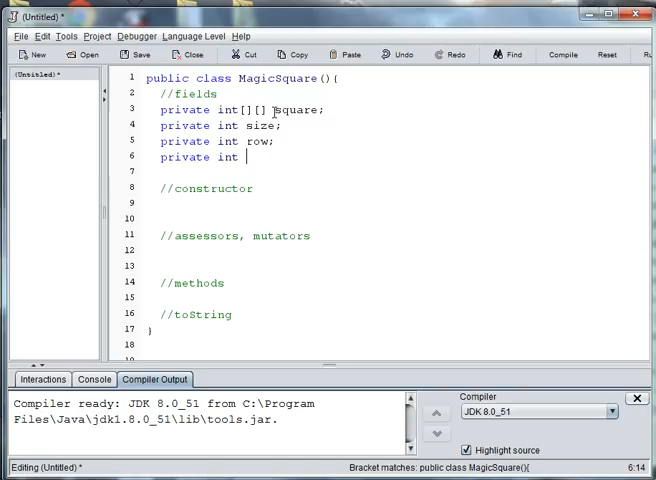 (Untitled) *
File Edit Tools Project Debugger Language Level Help
New Open Save Close Cut Copy Paste Undo Redo Find Compile Reset Ru
(Untitled) *
1 public class MagicSquare(){
2 //fields
3 private int[][] square;
4 private int size;
5 private int row;
6 private int
7
8 //constructor
9
10
11 //assessors, mutators
12
13
14 //methods
15
16 //toString
17 }
18
19
Interactions Console Compiler Output
Compiler ready: JDK 8.0_51 from C:\Program
Files\Java\jdk1.8.0_51\lib\tools.jar.
Compiler
JDK 8.0_51
Highlight source
Editing (Untitled) * Bracket matches: public class MagicSquare(){ 6:14